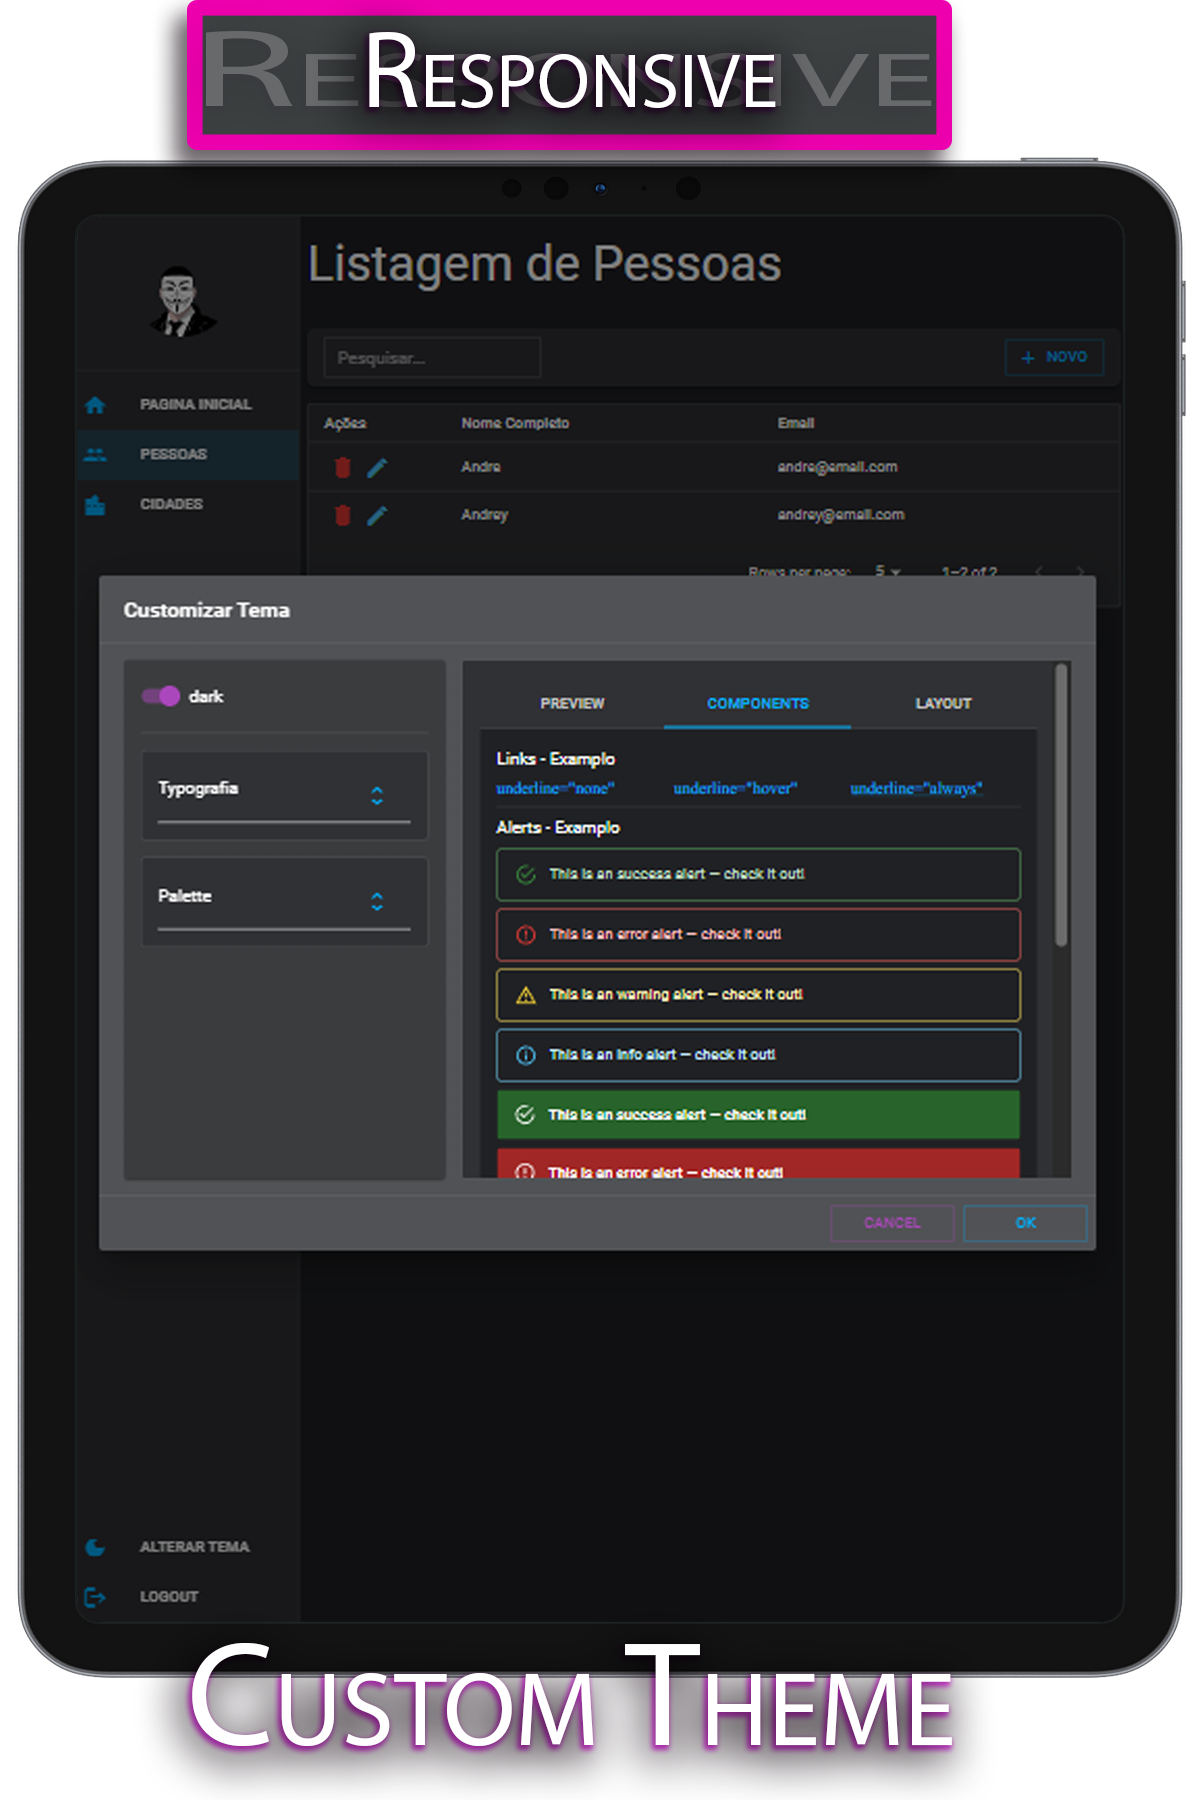 RESPONSIVE
RESPONSIVE
Listagem de Pessoas
Pesquisar...
+ NOVO
PAGINA INICIAL
PESSOAS
CIDADES
Ações Nome Completo Email
Andre andre@email.com
Andrey andrey@email.com
Rows per page: 5 1–2 of 2
Customizar Tema
dark
Typografia
Palette
PREVIEW COMPONENTS LAYOUT
Links - Examplo
underline="none" underline="hover" underline="always"
Alerts - Examplo
This is an success alert — check it out!
This is an error alert — check it out!
This is an warning alert — check it out!
This is an info alert — check it out!
This is an success alert — check it out!
This is an error alert — check it out!
CANCEL OK
ALTERAR TEMA
LOGOUT
CUSTOM THEME